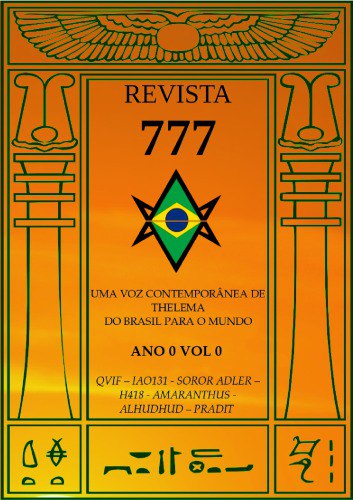 REVISTA
777
UMA VOZ CONTEMPORÂNEA DE
THELEMA
DO BRASIL PARA O MUNDO
ANO 0 VOL 0
QVIF – IAO131 - SOROR ADLER –
H418 - AMARANTHUS -
ALHUDHUD – PRADIT